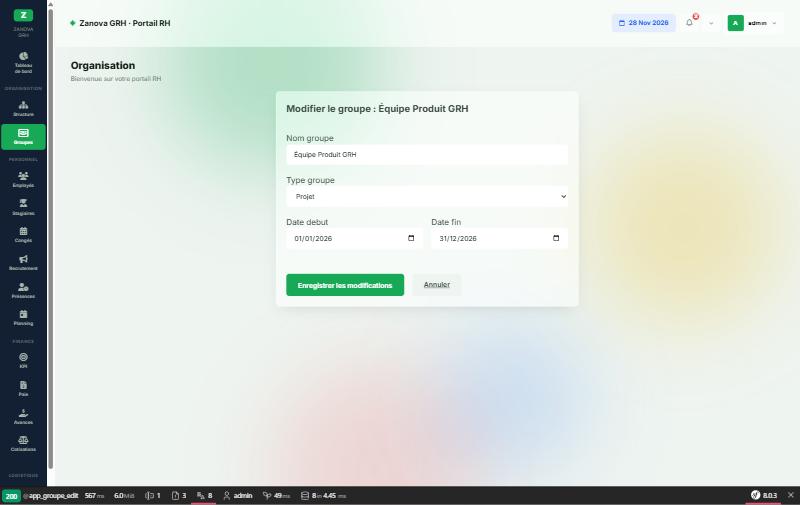 Z
ZANOVA
GRH
Tableau
de bord
ORGANISATION
Structure
Groupes
PERSONNEL
Employés
Stagiaires
Congés
Recrutement
Présences
Planning
FINANCE
KPI
Paie
Avances
Cotisations
LOGISTIQUE
Zanova GRH · Portail RH
28 Nov 2026
A
admin
Organisation
Bienvenue sur votre portail RH
Modifier le groupe : Équipe Produit GRH
Nom groupe
Équipe Produit GRH
Type groupe
Projet
Date debut
Date fin
01/01/2026
31/12/2026
Enregistrer les modifications
Annuler
200 @app_groupe_edit 567 ms 6.0 MiB 1 3 8 admin 49 ms 8 in 4.45 ms 8.0.3